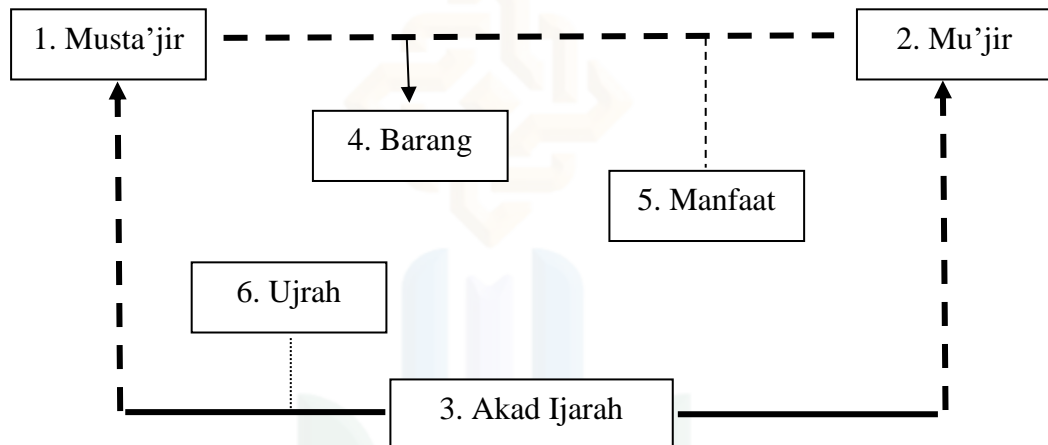 1. Musta’jir
2. Mu’jir
4. Barang
5. Manfaat
6. Ujrah
3. Akad Ijarah